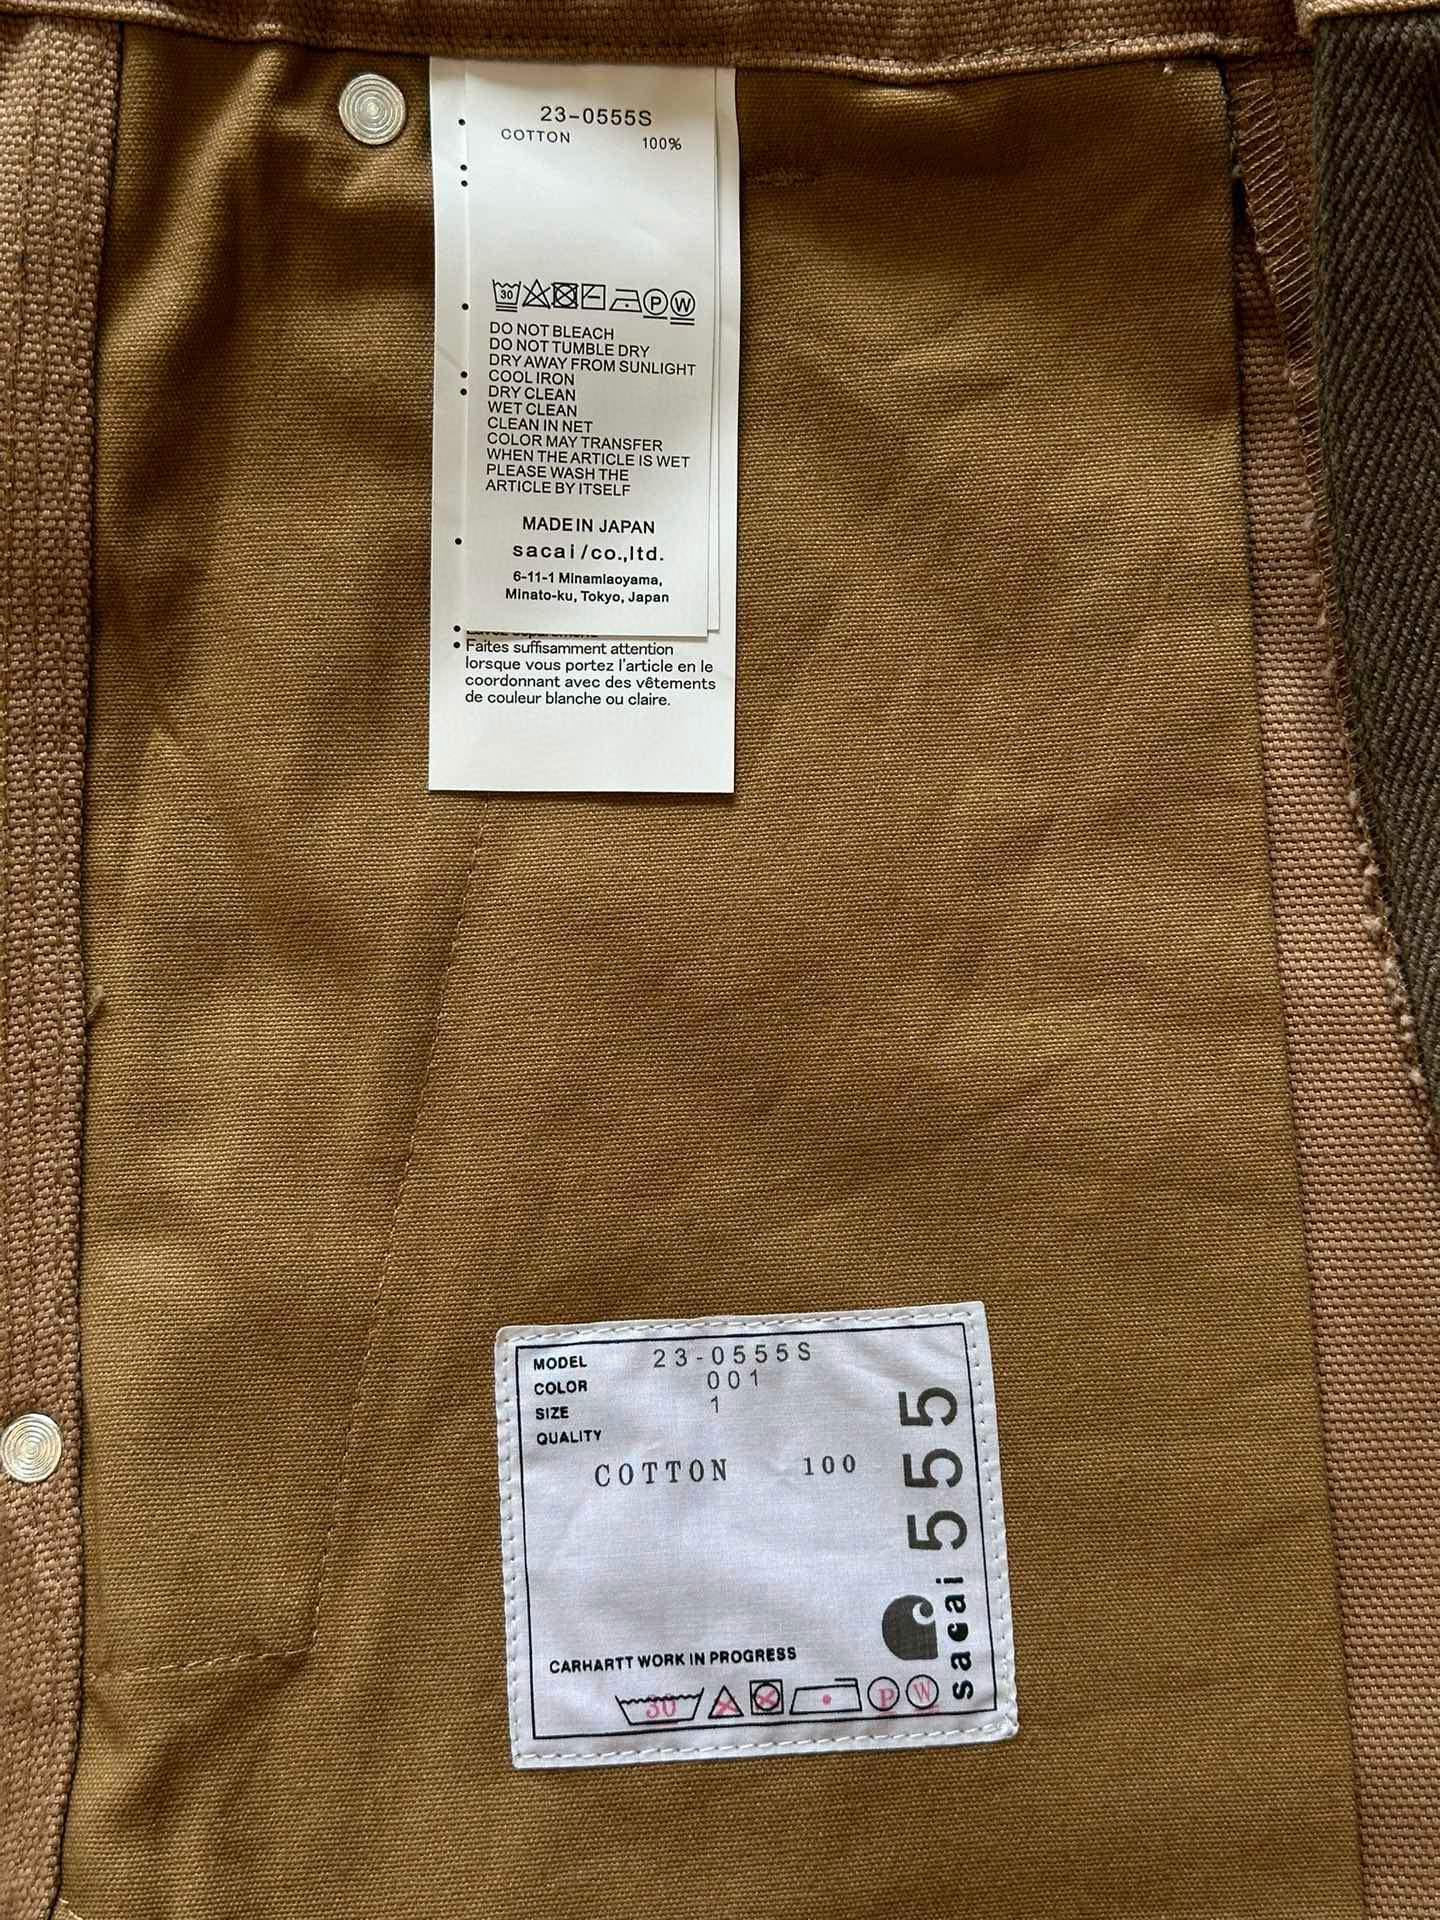 23-0555S
COTTON 100%
30
P
W
DO NOT BLEACH
DO NOT TUMBLE DRY
DRY AWAY FROM SUNLIGHT
COOL IRON
DRY CLEAN
WET CLEAN
CLEAN IN NET
COLOR MAY TRANSFER
WHEN THE ARTICLE IS WET
PLEASE WASH THE
ARTICLE BY ITSELF
MADE IN JAPAN
sacai/co.,ltd.
6-11-1 Minamiaoyama,
Minato-ku, Tokyo, Japan
• Faites suffisamment attention
lorsque vous portez l'article en le
coordonnant avec des vêtements
de couleur blanche ou claire.
MODEL 23-0555S
COLOR 001
SIZE 1
QUALITY
COTTON 100
CARHARTT WORK IN PROGRESS
30
P
W
sacai 555